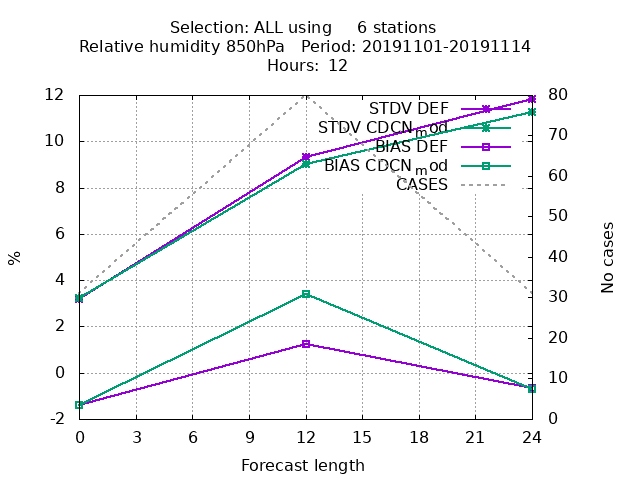 Selection: ALL using     6 stations
Relative humidity 850hPa   Period: 20191101-20191114
Hours: 12
STDV DEF
STDV CDCN_mod
BIAS DEF
BIAS CDCN_mod
CASES
12
10
8
6
4
2
0
-2
%
80
70
60
50
40
30
20
10
0
No cases
0 3 6 9 12 15 18 21 24
Forecast length